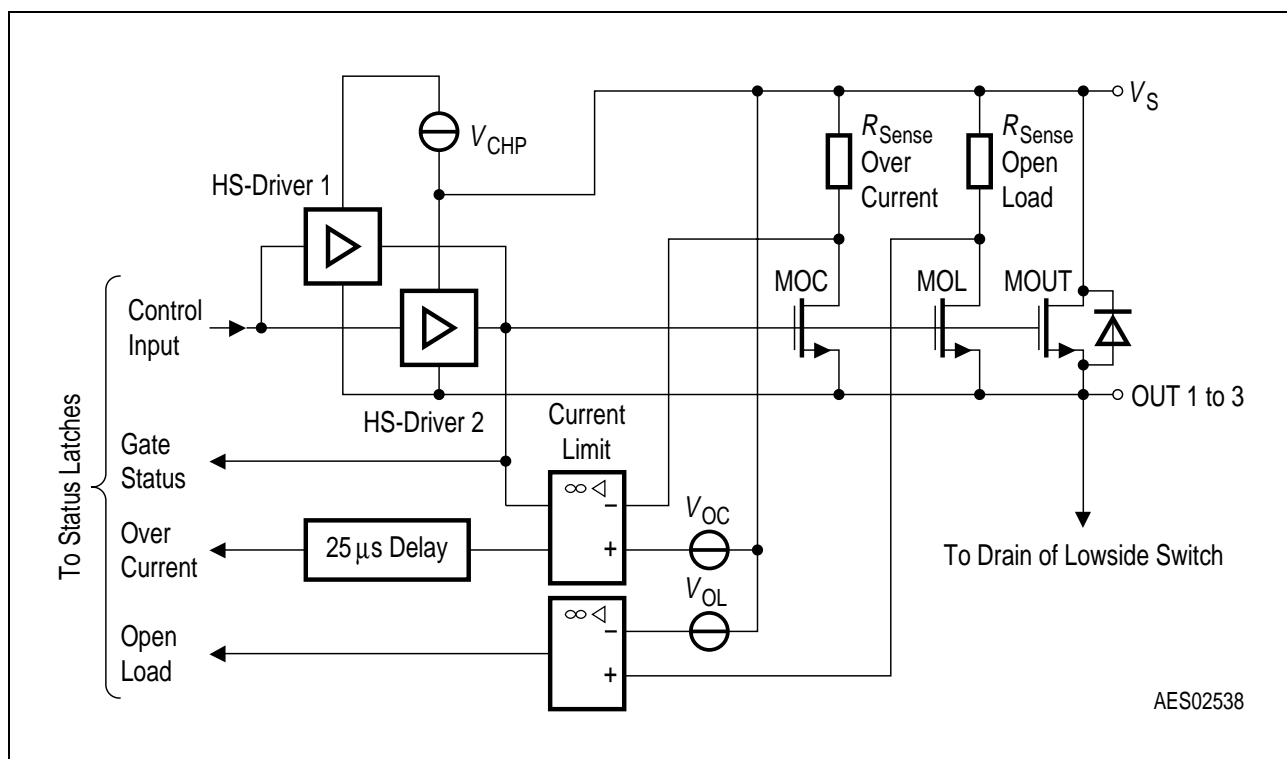 V_S
R_Sense
Over
Current
R_Sense
Open
Load
V_CHP
HS-Driver 1
MOC
MOL
MOUT
Control
Input
HS-Driver 2
OUT 1 to 3
To Status Latches
Gate
Status
Current
Limit
∞ ◁
−
+
V_OC
Over
Current
25 µs Delay
To Drain of Lowside Switch
V_OL
∞ ◁
−
+
Open
Load
AES02538